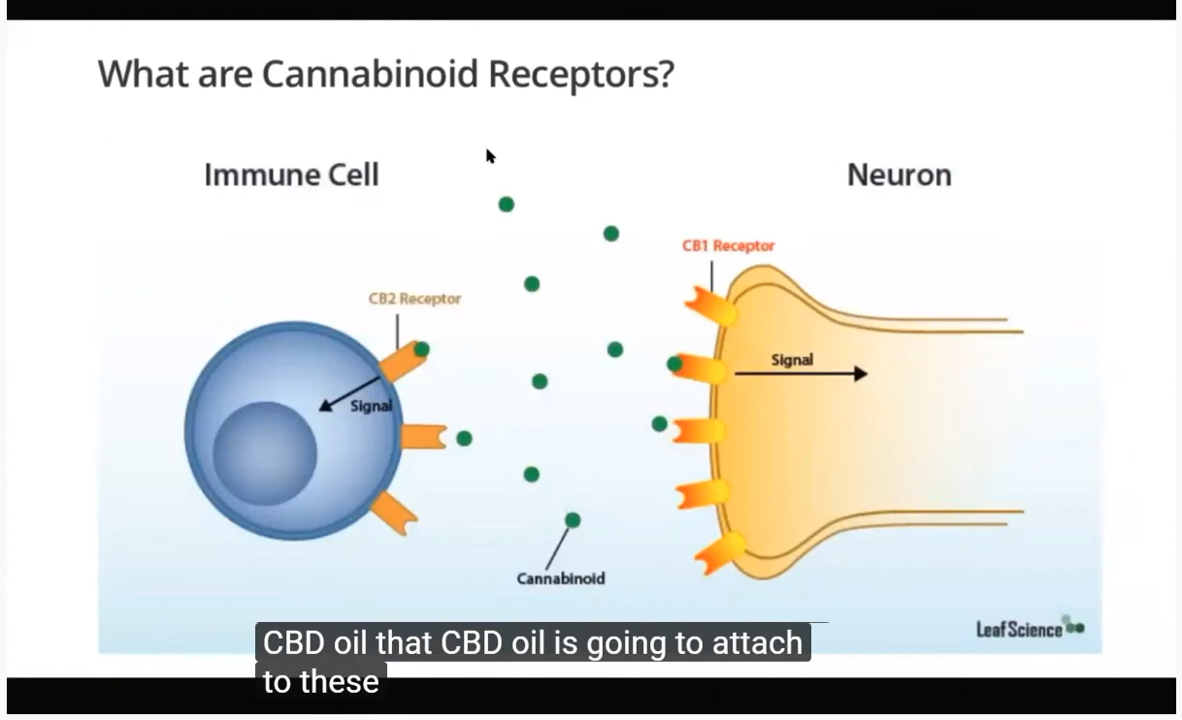 What are Cannabinoid Receptors?
Immune Cell
Neuron
CB1 Receptor
CB2 Receptor
Signal
Signal
Cannabinoid
LeafScience
CBD oil that CBD oil is going to attach
to these